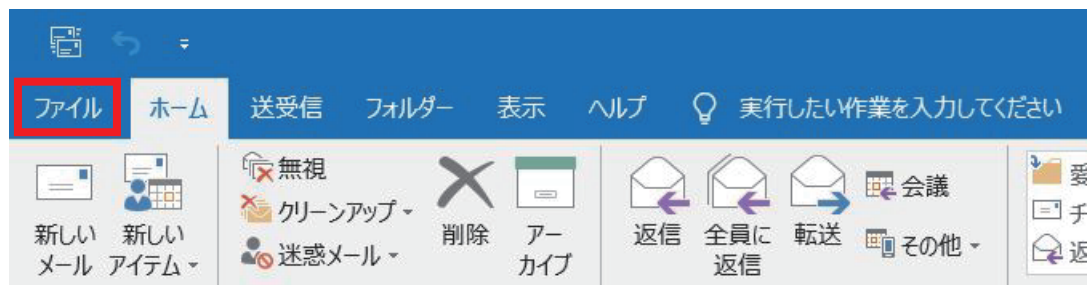 ファイル ホーム 送受信 フォルダー 表示 ヘルプ 実行したい作業を入力してください
新しい
メール
新しい
アイテム
無視
クリーンアップ
迷惑メール
削除
アー
カイブ
返信
全員に
返信
転送
会議
その他
愛
チ
返